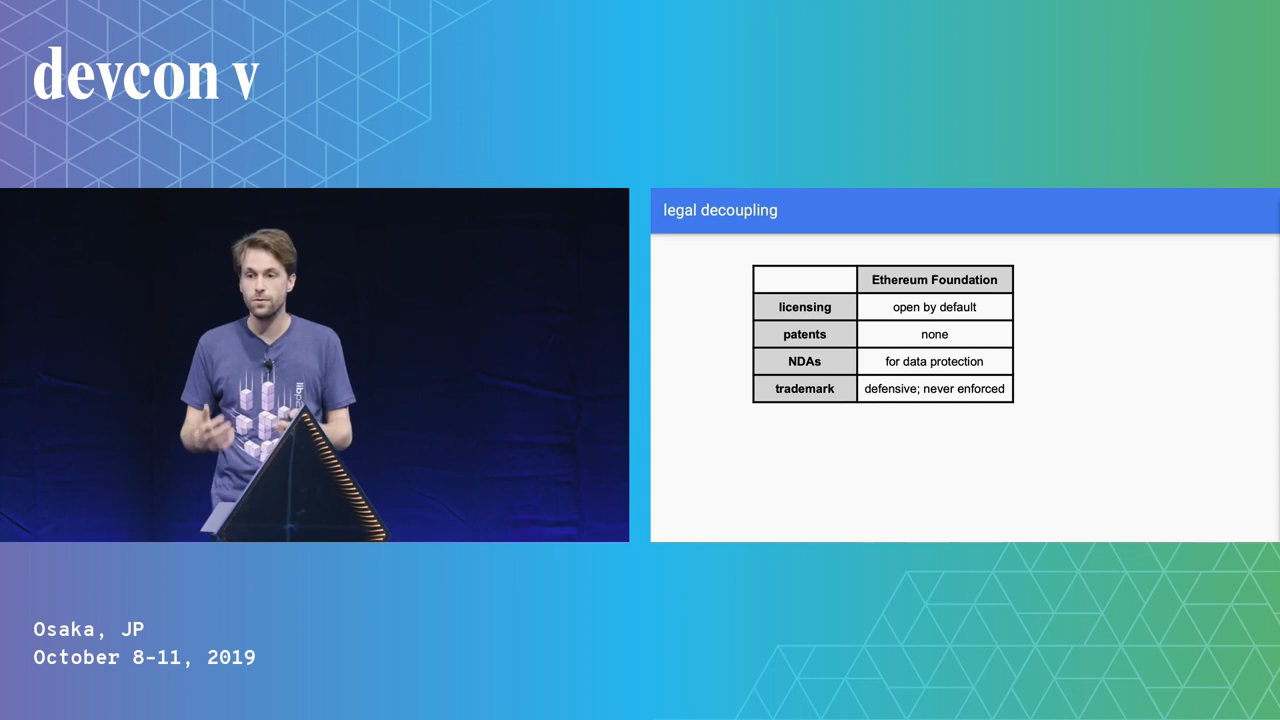 devcon v
legal decoupling
Ethereum Foundation
licensing open by default
patents none
NDAs for data protection
trademark defensive; never enforced
Osaka, JP
October 8-11, 2019